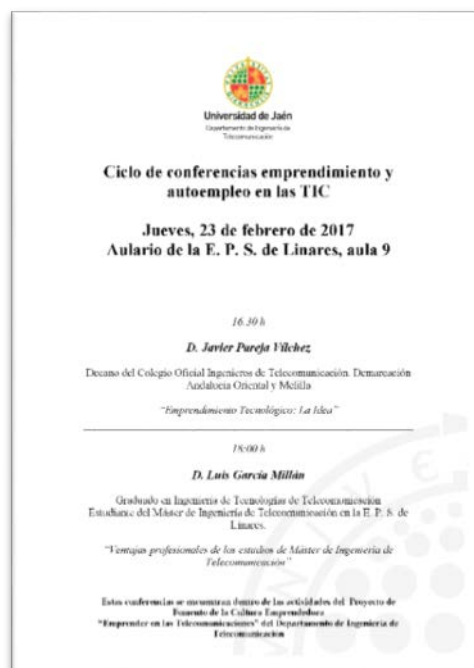 Universidad de Jaén
Departamento de Ingeniería de
Telecomunicación
Ciclo de conferencias emprendimiento y
autoempleo en las TIC
Jueves, 23 de febrero de 2017
Aulario de la E. P. S. de Linares, aula 9
16:30 h
D. Javier Pareja Vílchez
Decano del Colegio Oficial Ingenieros de Telecomunicación. Demarcación
Andalucía Oriental y Melilla
"Emprendimiento Tecnológico: La Idea"
18:00 h
D. Luis García Millán
Graduado en Ingeniería de Tecnologías de Telecomunicación
Estudiante del Máster de Ingeniería de Telecomunicación en la E. P. S. de
Linares.
"Ventajas profesionales de los estudios de Máster de Ingeniería de
Telecomunicación"
Estas conferencias se encuentran dentro de las actividades del Proyecto de
Fomento de la Cultura Emprendedora
"Emprender en las Telecomunicaciones" del Departamento de Ingeniería de
Telecomunicación